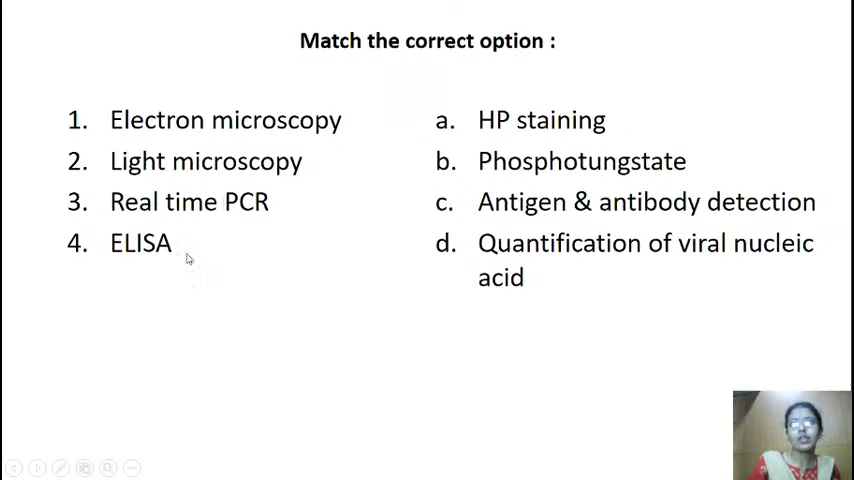 Match the correct option :
1. Electron microscopy
2. Light microscopy
3. Real time PCR
4. ELISA
a. HP staining
b. Phosphotungstate
c. Antigen & antibody detection
d. Quantification of viral nucleic
acid